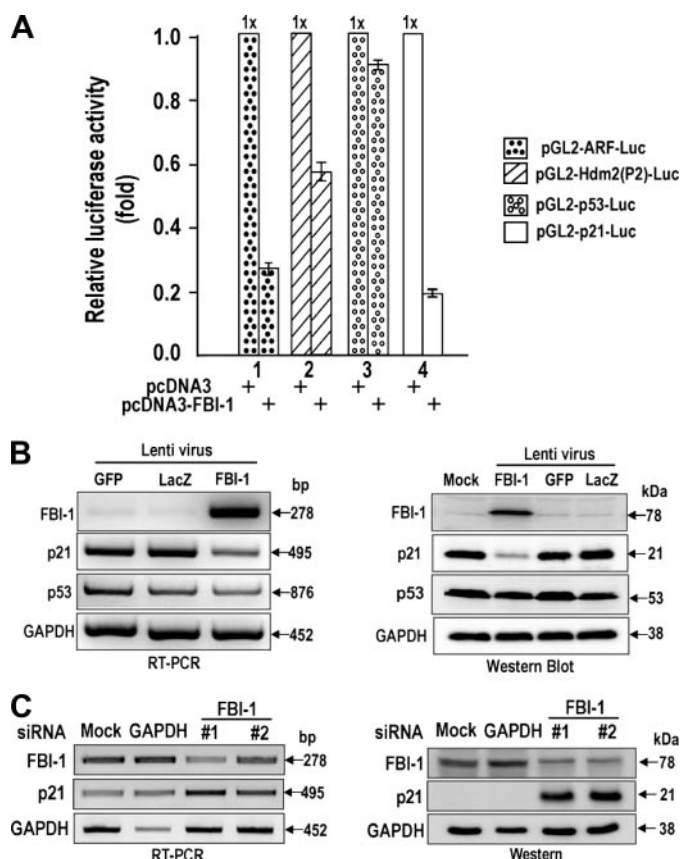 A
1x 1x 1x 1x
Relative luciferase activity
(fold)
1.0
0.8
0.6
0.4
0.2
0.0
pGL2-ARF-Luc
pGL2-Hdm2(P2)-Luc
pGL2-p53-Luc
pGL2-p21-Luc
1 2 3 4
pcDNA3 + + + +
pcDNA3-FBI-1 + + + +
B
Lenti virus
GFP LacZ FBI-1 bp
FBI-1 278
p21 495
p53 876
GAPDH 452
RT-PCR
Lenti virus
Mock FBI-1 GFP LacZ kDa
FBI-1 78
p21 21
p53 53
GAPDH 38
Western Blot
C
FBI-1
siRNA Mock GAPDH #1 #2 bp
FBI-1 278
p21 495
GAPDH 452
RT-PCR
FBI-1
siRNA Mock GAPDH #1 #2 kDa
FBI-1 78
p21 21
GAPDH 38
Western